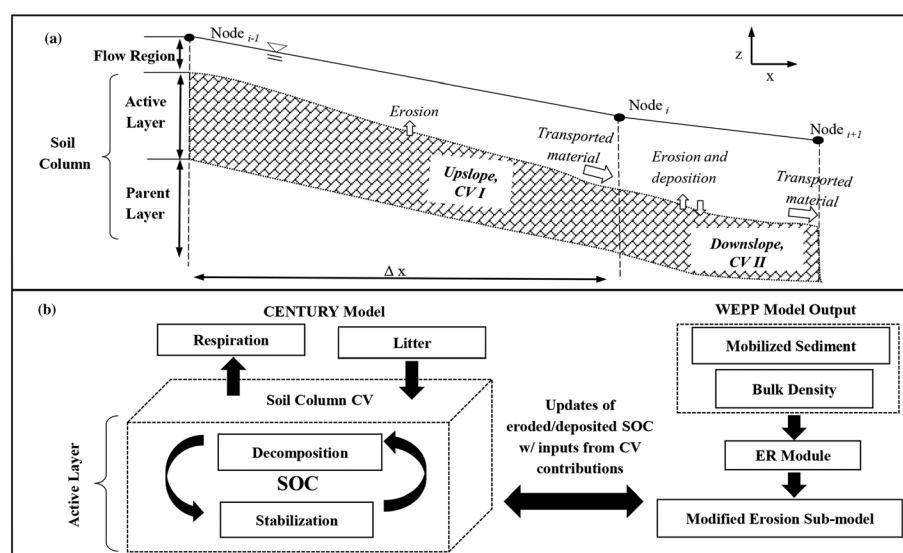 (a)
Node i-1
Flow Region
z
x
Active
Layer
Erosion
Node i
Node i+1
Soil
Column
Transported
material
Erosion and
deposition
Transported
material
Parent
Layer
Upslope,
CV I
Downslope,
CV II
Δ x
(b)
CENTURY Model
WEPP Model Output
Respiration
Litter
Mobilized Sediment
Bulk Density
Soil Column CV
Active Layer
Decomposition
SOC
Stabilization
Updates of
eroded/deposited SOC
w/ inputs from CV
contributions
ER Module
Modified Erosion Sub-model